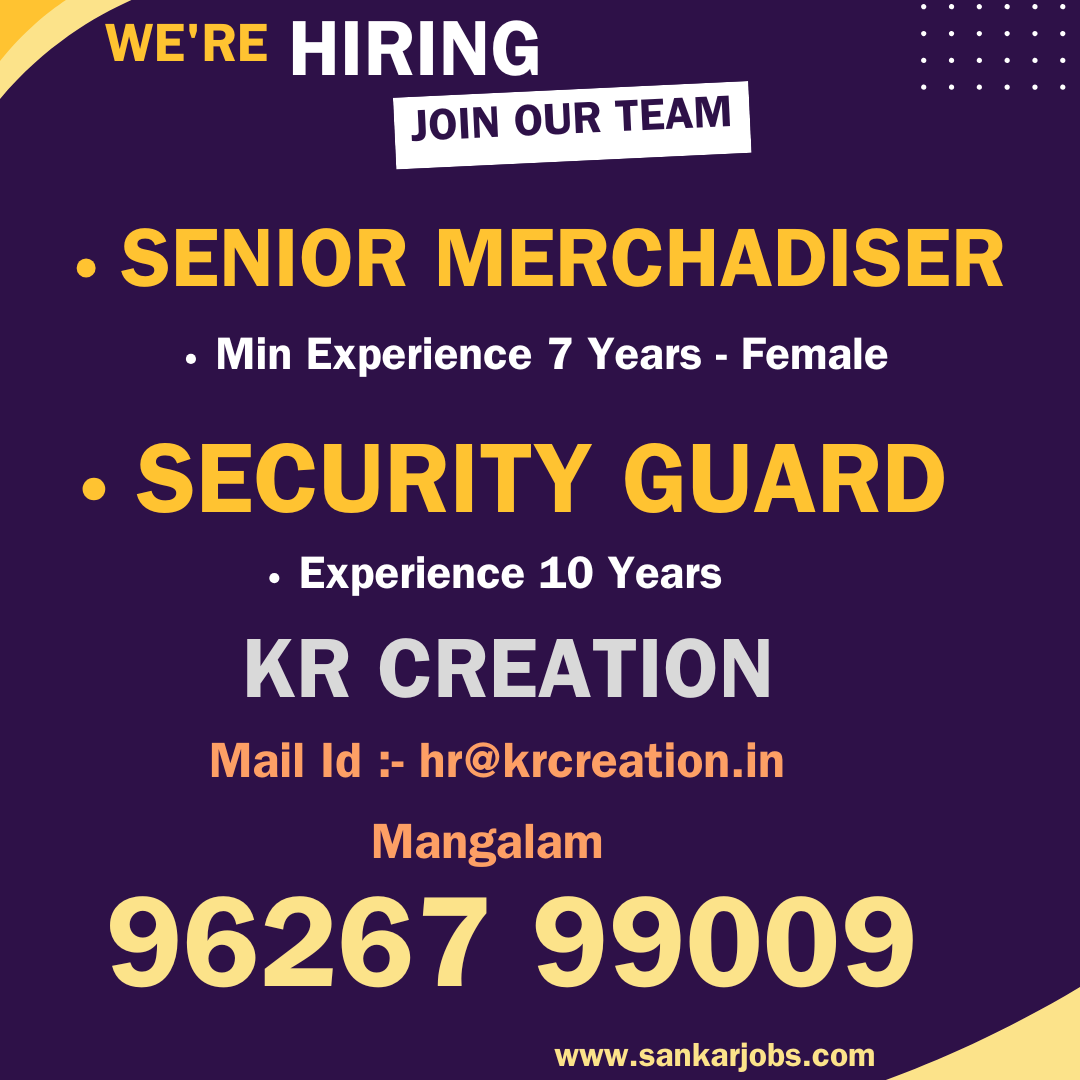 WE'RE HIRING
JOIN OUR TEAM
• SENIOR MERCHADISER
• Min Experience 7 Years - Female
• SECURITY GUARD
• Experience 10 Years
KR CREATION
Mail Id :- hr@krcreation.in
Mangalam
96267 99009
www.sankarjobs.com